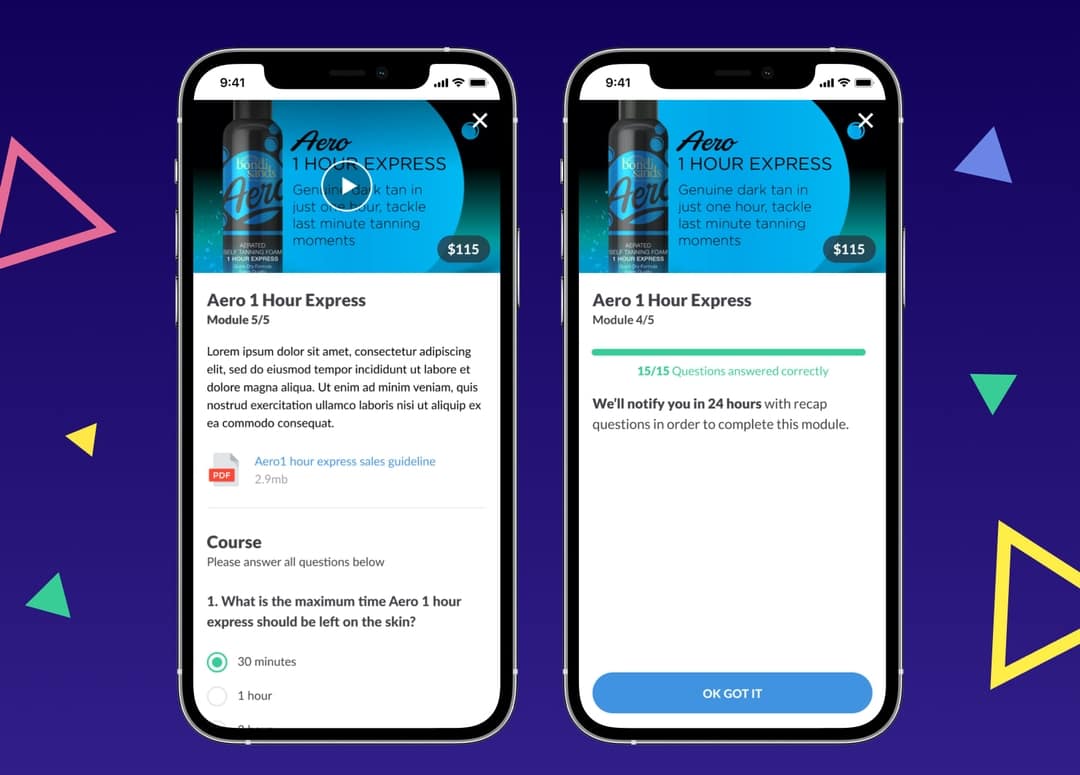 9:41
bondi
sands
Aero
AERATED
SELF TANNING FOAM
1 HOUR EXPRESS
Aero
1 HOUR EXPRESS
Genuine dark tan in
just one hour, tackle
last minute tanning
moments
$115
Aero 1 Hour Express
Module 5/5
Lorem ipsum dolor sit amet, consectetur adipiscing
elit, sed do eiusmod tempor incididunt ut labore et
dolore magna aliqua. Ut enim ad minim veniam, quis
nostrud exercitation ullamco laboris nisi ut aliquip ex
ea commodo consequat.
PDF
Aero1 hour express sales guideline
2.9mb
Course
Please answer all questions below
1. What is the maximum time Aero 1 hour
express should be left on the skin?
30 minutes
1 hour
9:41
bondi
sands
Aero
AERATED
SELF TANNING FOAM
1 HOUR EXPRESS
Aero
1 HOUR EXPRESS
Genuine dark tan in
just one hour, tackle
last minute tanning
moments
$115
Aero 1 Hour Express
Module 4/5
15/15 Questions answered correctly
We'll notify you in 24 hours with recap
questions in order to complete this module.
OK GOT IT